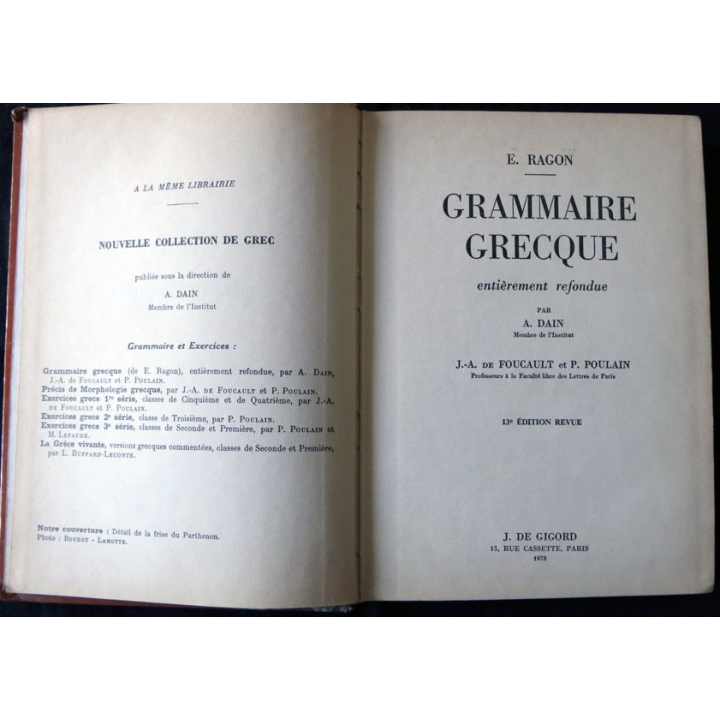 A LA MÊME LIBRAIRIE
NOUVELLE COLLECTION DE GREC
publiée sous la direction de
A. DAIN
Membre de l'Institut
Grammaire et Exercices :
Grammaire grecque (de E. Ragon), entièrement refondue, par A. Dain,
J.-A. de Foucault et P. Poulain.
Précis de Morphologie grecque, par J.-A. de Foucault et P. Poulain.
Exercices grecs 1re série, classes de Cinquième et de Quatrième, par J.-A.
de Foucault et P. Poulain.
Exercices grecs 2e série, classe de Troisième, par P. Poulain.
Exercices grecs 3e série, classes de Seconde et Première, par P. Poulain et
M. Lefaure.
La Grèce vivante, versions grecques commentées, classes de Seconde et Première,
par L. Buffard-Leconte.
Notre couverture : Détail de la frise du Parthenon.
Photo : Boudot - Lamotte.
E. RAGON
GRAMMAIRE
GRECQUE
entièrement refondue
PAR
A. DAIN
Membre de l'Institut
J.-A. DE FOUCAULT ET P. POULAIN
Professeurs à la Faculté libre des Lettres de Paris
13e ÉDITION REVUE
J. DE GIGORD
15, RUE CASSETTE, PARIS